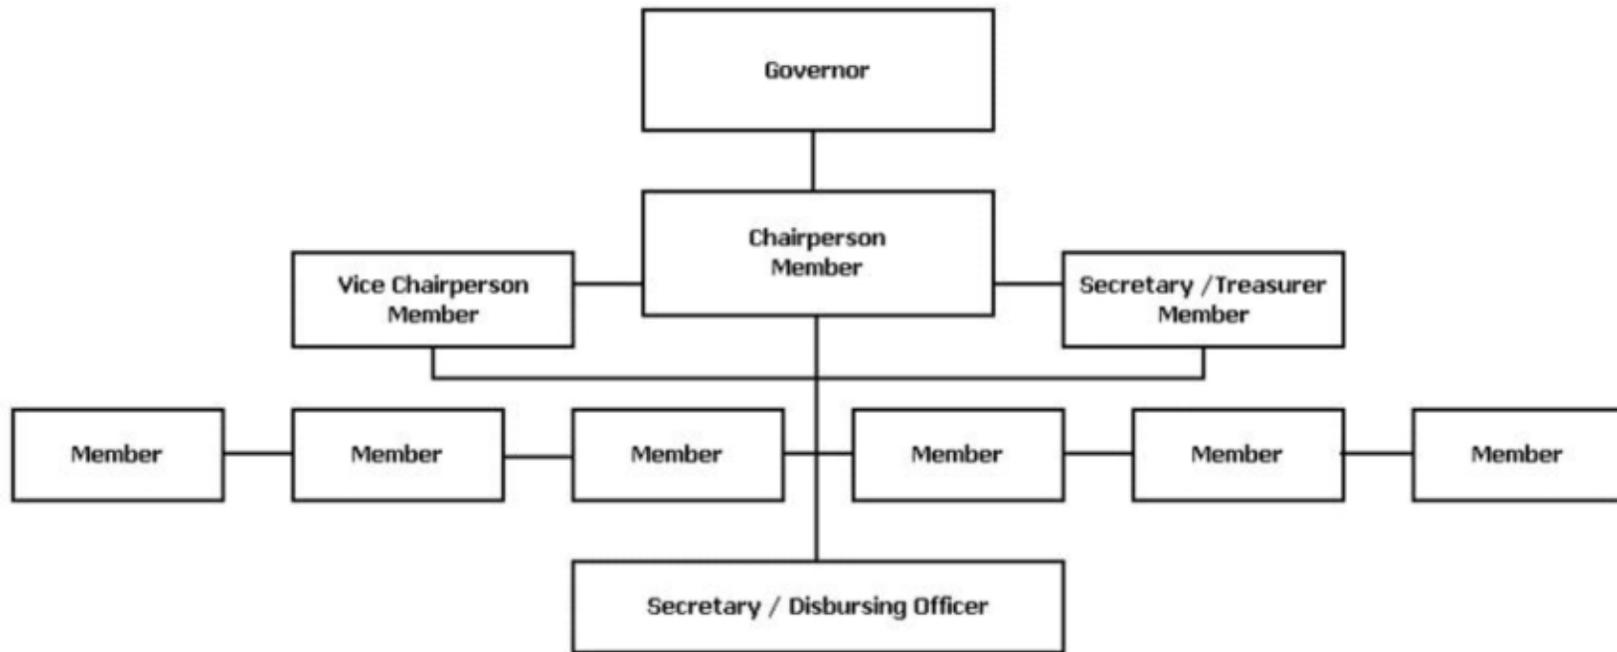 Governor
Chairperson
Member
Vice Chairperson
Member
Secretary /Treasurer
Member
Member
Member
Member
Member
Member
Member
Secretary / Disbursing Officer